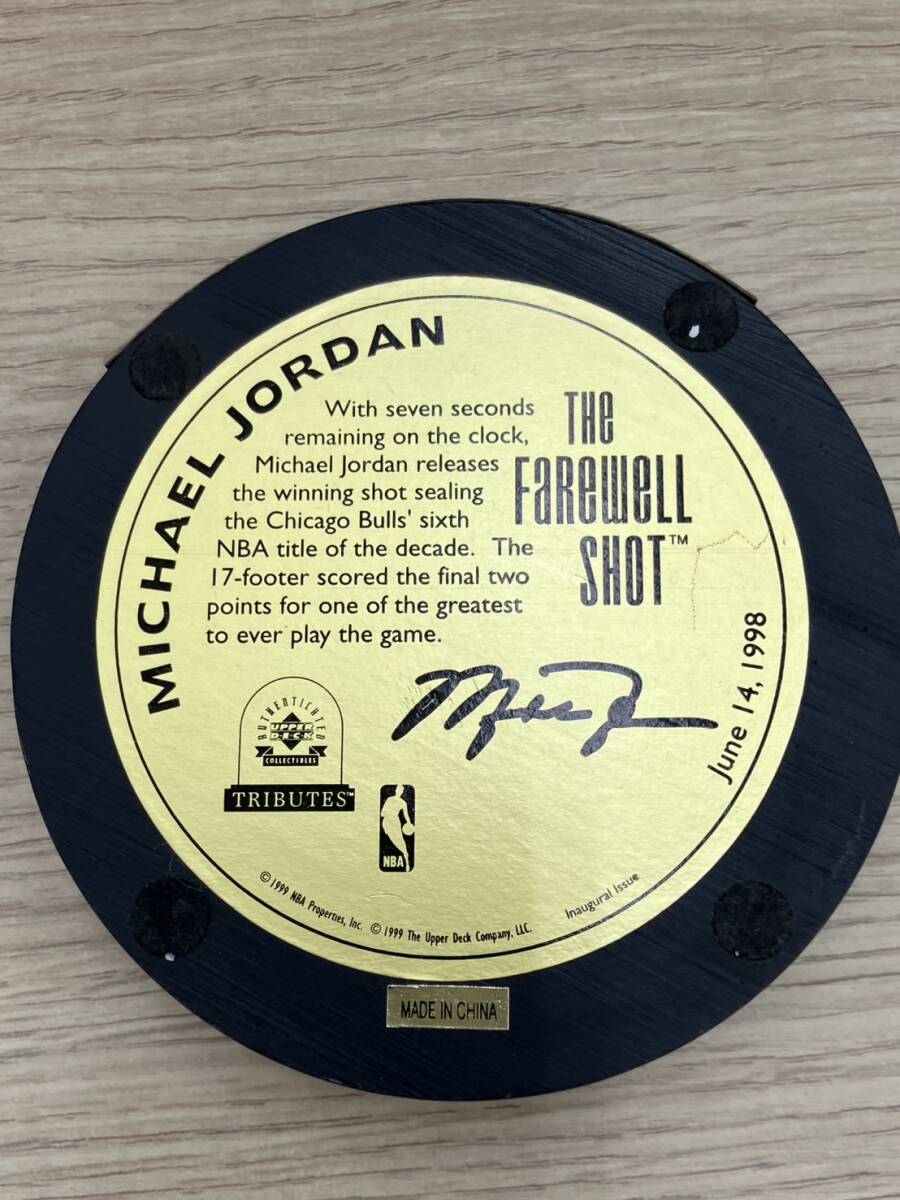 MICHAEL JORDAN
With seven seconds
remaining on the clock,
Michael Jordan releases
the winning shot sealing
the Chicago Bulls' sixth
NBA title of the decade. The
17-footer scored the final two
points for one of the greatest
to ever play the game.
THE
FAREWELL
SHOT™
June 14, 1998
AUTHENTICATED
UPPER
DECK
COLLECTIBLES
TRIBUTES™
NBA
©1999 NBA Properties, Inc. © 1999 The Upper Deck Company, LLC.
Inaugural Issue
MADE IN CHINA